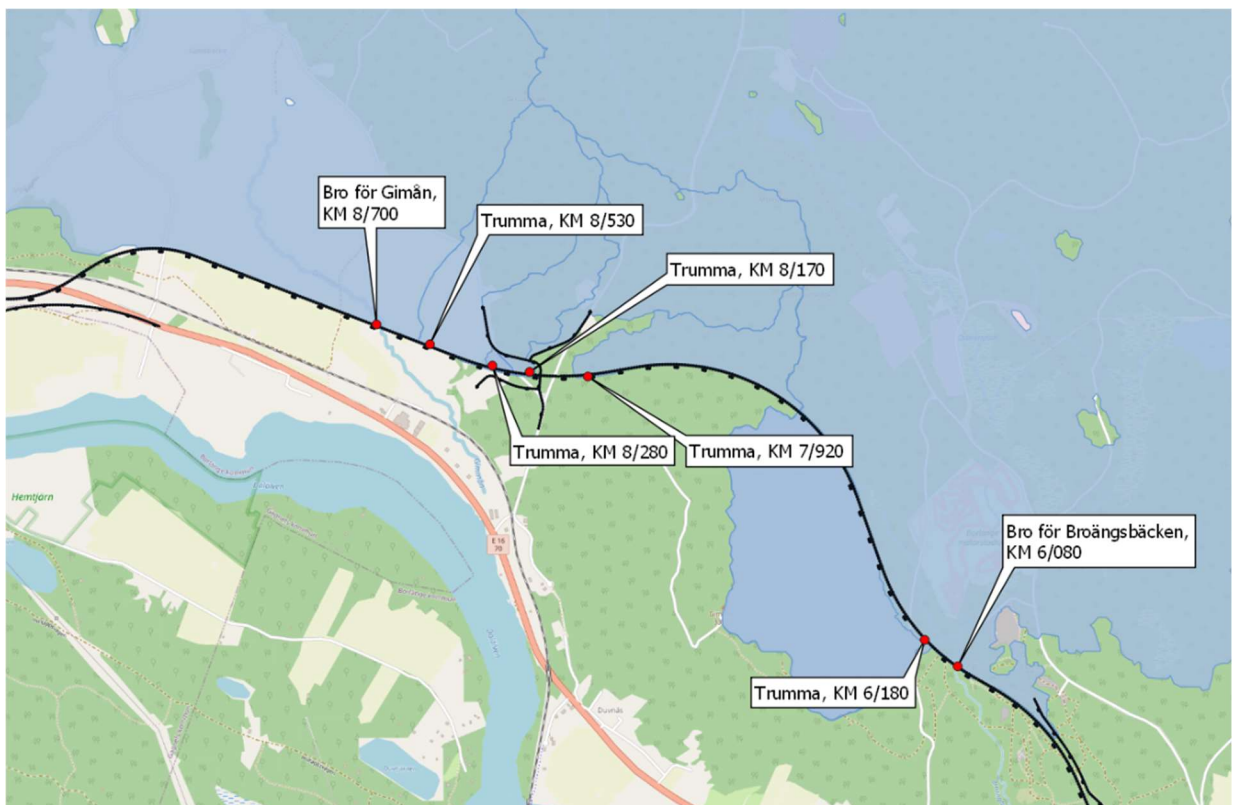 Bro för Gimån,
KM 8/700
Trumma, KM 8/530
Trumma, KM 8/170
Trumma, KM 8/280
Trumma, KM 7/920
Hemtjärn
E 16
70
Bro för Broängsbäcken,
KM 6/080
Trumma, KM 6/180
Duvnäs